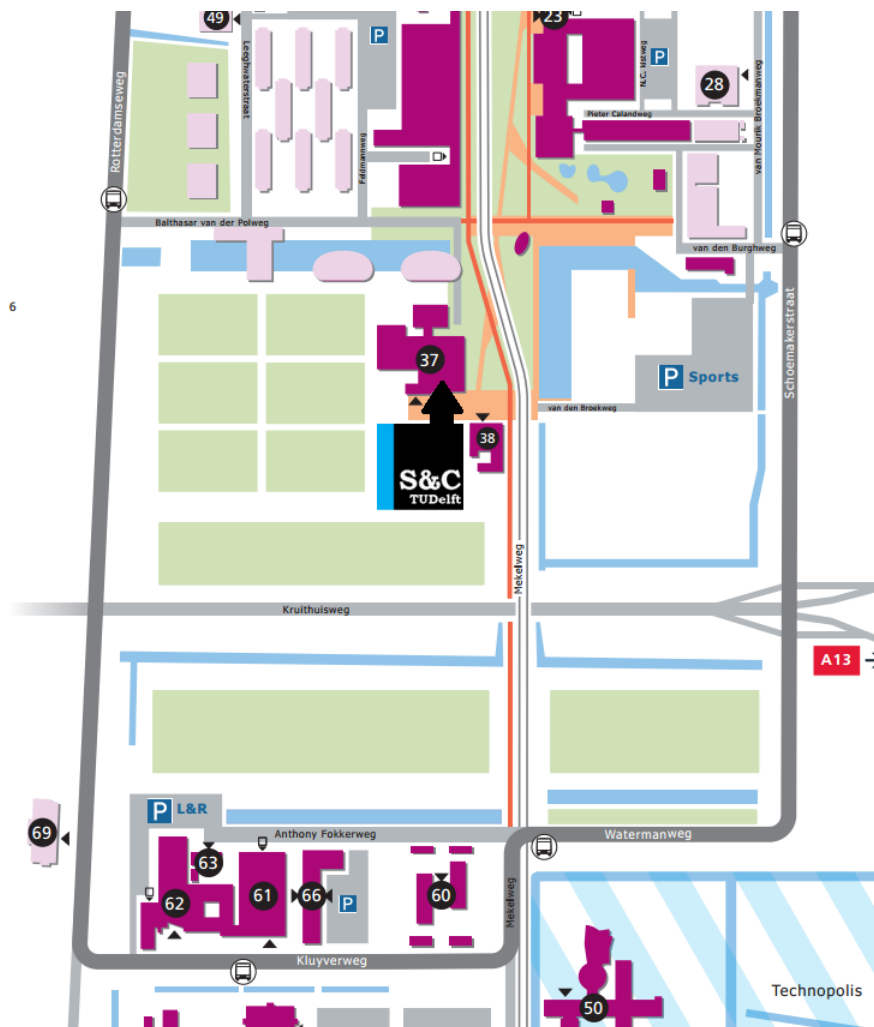 49
23
P
P
Leeghwaterstraat
N.C. kistweg
28
Rotterdamseweg
Pieter Calandweg
van Mourik Broekmanweg
Feldmannweg
Balthasar van der Polweg
van den Burghweg
6
37
P Sports
Schoemakerstraat
van den Broekweg
38
S&C
TUDelft
Mekelweg
Kruithuisweg
A13
P L&R
Anthony Fokkerweg
Watermanweg
69
63
62
61
66
P
60
Mekelweg
Kluyverweg
Technopolis
50